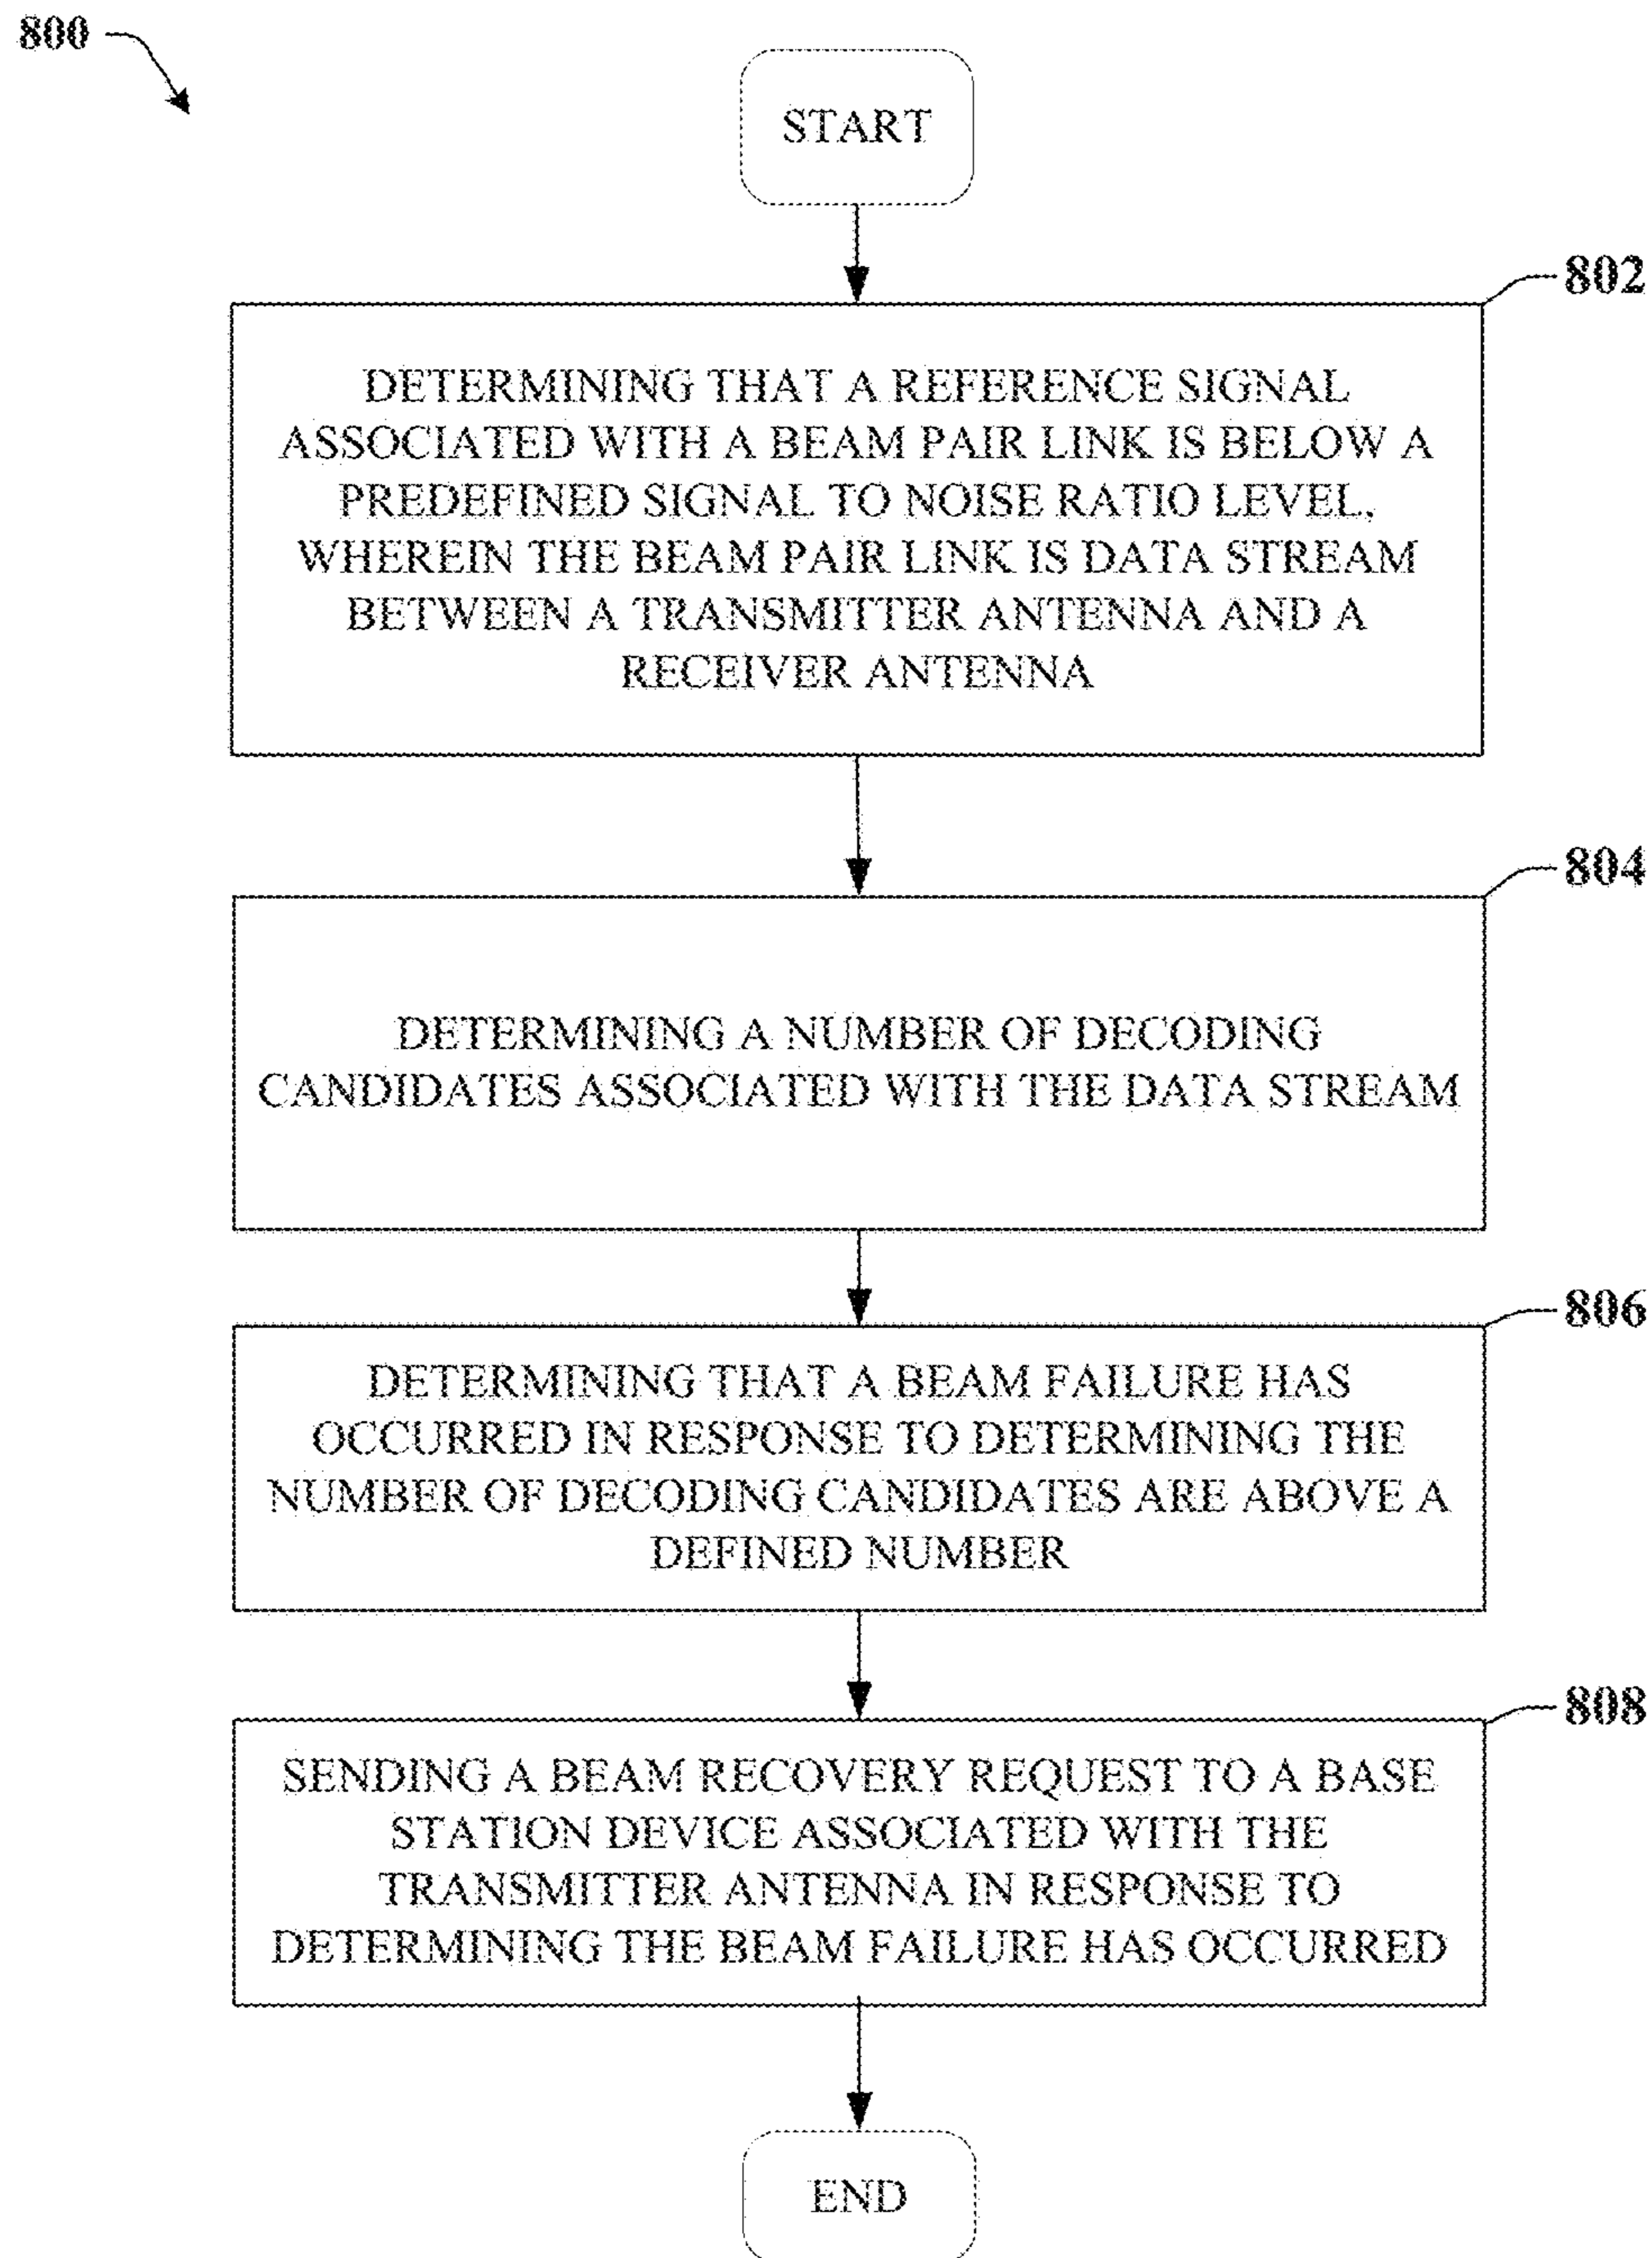 800
START
802
DETERMINING THAT A REFERENCE SIGNAL
ASSOCIATED WITH A BEAM PAIR LINK IS BELOW A
PREDEFINED SIGNAL TO NOISE RATIO LEVEL,
WHEREIN THE BEAM PAIR LINK IS DATA STREAM
BETWEEN A TRANSMITTER ANTENNA AND A
RECEIVER ANTENNA
804
DETERMINING A NUMBER OF DECODING
CANDIDATES ASSOCIATED WITH THE DATA STREAM
806
DETERMINING THAT A BEAM FAILURE HAS
OCCURRED IN RESPONSE TO DETERMINING THE
NUMBER OF DECODING CANDIDATES ARE ABOVE A
DEFINED NUMBER
808
SENDING A BEAM RECOVERY REQUEST TO A BASE
STATION DEVICE ASSOCIATED WITH THE
TRANSMITTER ANTENNA IN RESPONSE TO
DETERMINING THE BEAM FAILURE HAS OCCURRED
END